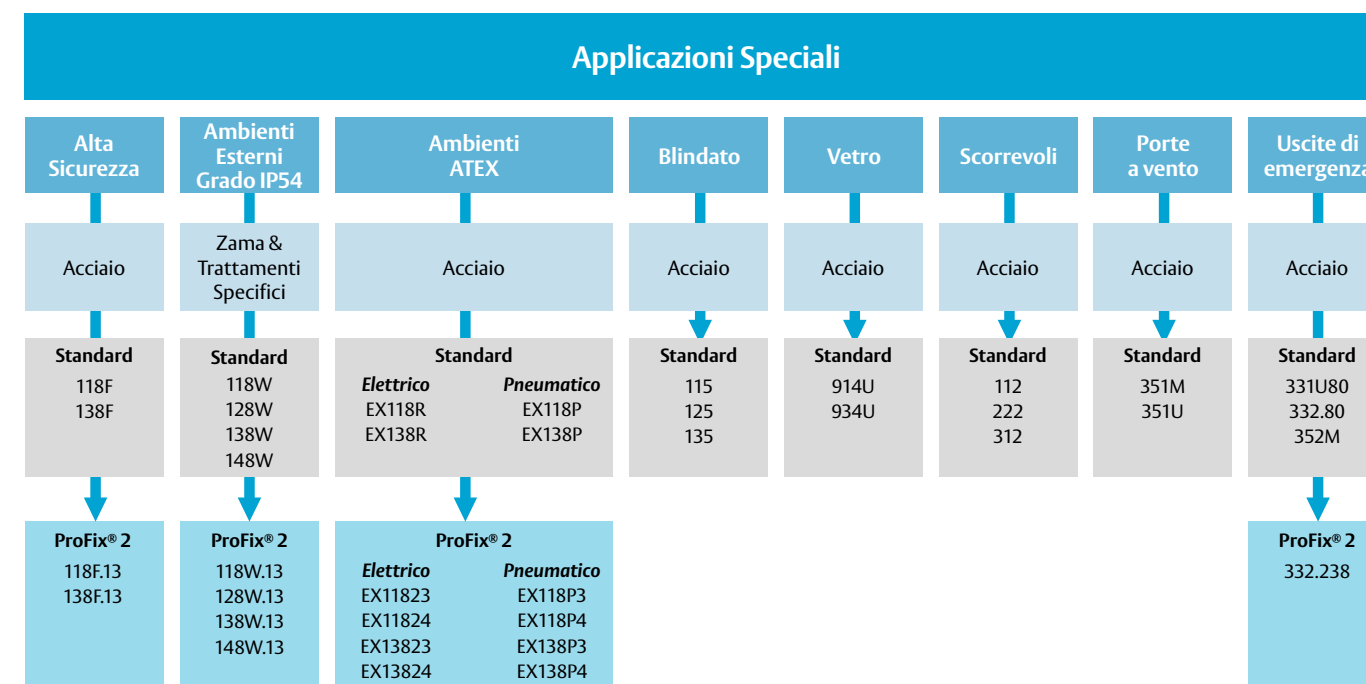 Applicazioni Speciali
Alta
Sicurezza
Ambienti
Esterni
Grado IP54
Ambienti
ATEX
Blindato
Vetro
Scorrevoli
Porte
a vento
Uscite di
emergenza
Acciaio
Zama &
Trattamenti
Specifici
Acciaio
Acciaio
Acciaio
Acciaio
Acciaio
Acciaio
Standard
118F
138F
Standard
118W
128W
138W
148W
Standard
Elettrico Pneumatico
EX118R EX118P
EX138R EX138P
Standard
115
125
135
Standard
914U
934U
Standard
112
222
312
Standard
351M
351U
Standard
331U80
332.80
352M
ProFix® 2
118F.13
138F.13
ProFix® 2
118W.13
128W.13
138W.13
148W.13
ProFix® 2
Elettrico Pneumatico
EX11823 EX118P3
EX11824 EX118P4
EX13823 EX138P3
EX13824 EX138P4
ProFix® 2
332.238